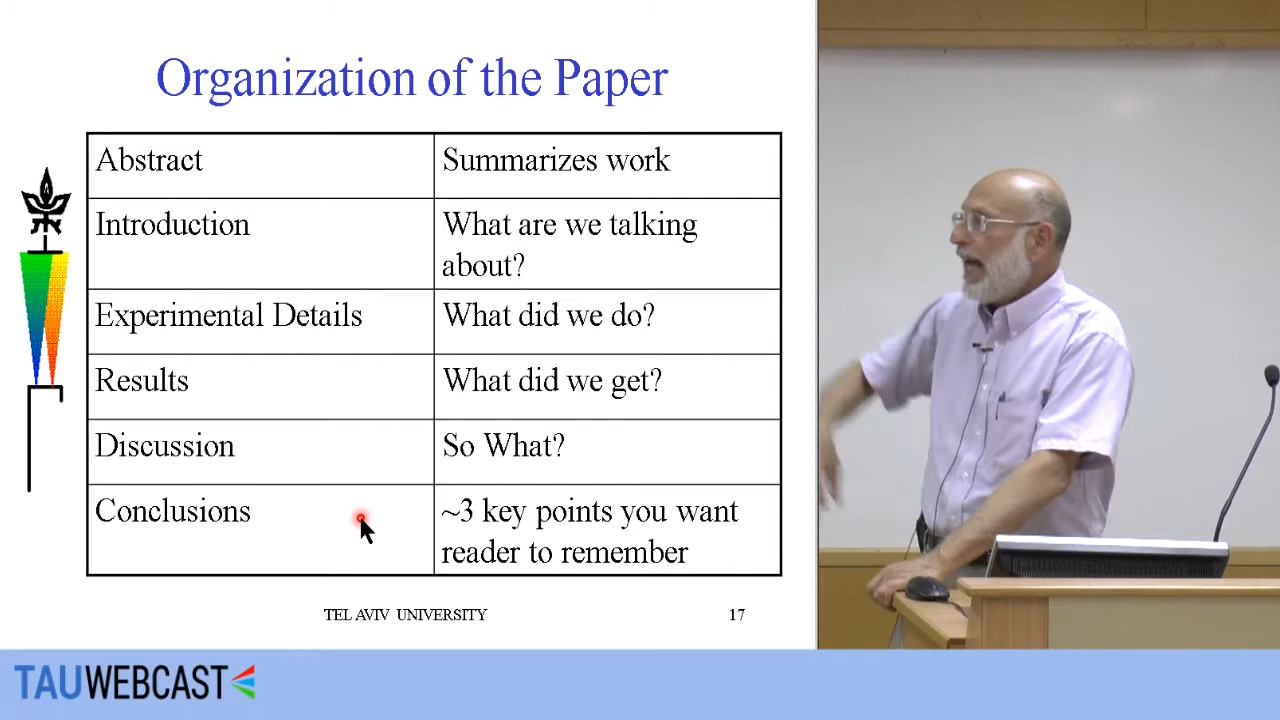 Organization of the Paper
Abstract
Summarizes work
Introduction
What are we talking
about?
Experimental Details
What did we do?
Results
What did we get?
Discussion
So What?
Conclusions
~3 key points you want
reader to remember
TEL AVIV UNIVERSITY
17
TAUWEBCAST